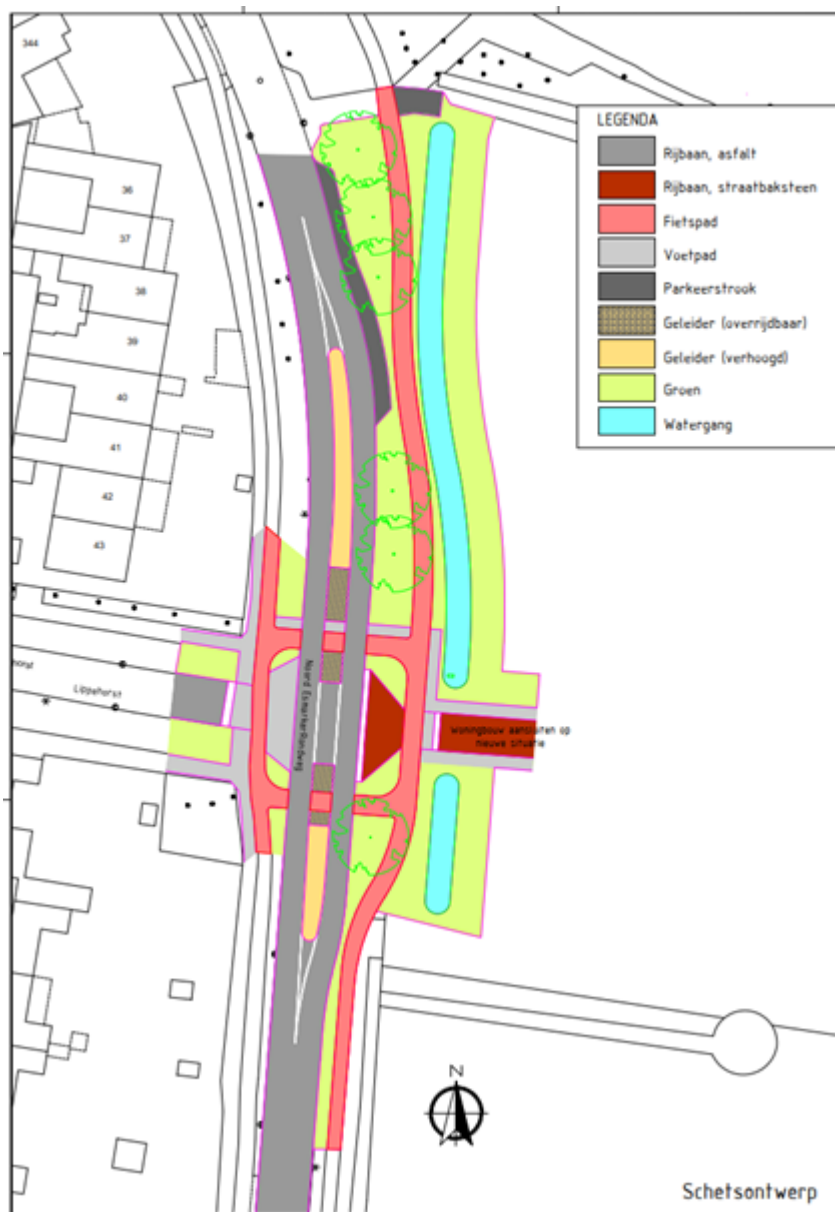 344
LEGENDA
Rijbaan, asfalt
Rijbaan, straatbaksteen
Fietspad
Voetpad
Parkeerstrook
Geleider (overrijdbaar)
Geleider (verhoogd)
Groen
Watergang
36
37
38
39
40
41
42
43
horst
Lippehorst
Noord Esmarkerrondweg
Woningbouw aansluiten op
nieuwe situatie
N
Schetsontwerp